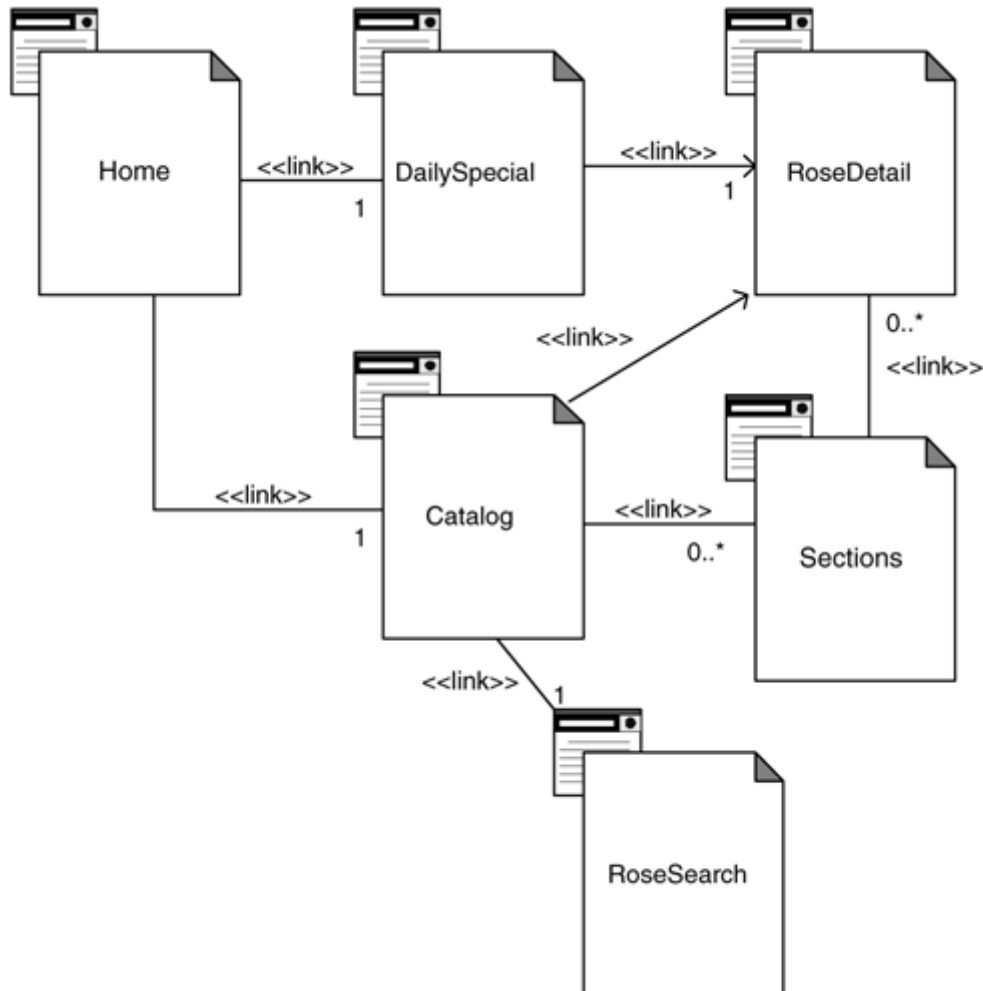 Home
<<link>>
1
DailySpecial
<<link>>
1
RoseDetail
0..*
<<link>>
<<link>>
<<link>>
1
Catalog
<<link>>
0..*
Sections
<<link>>
1
RoseSearch